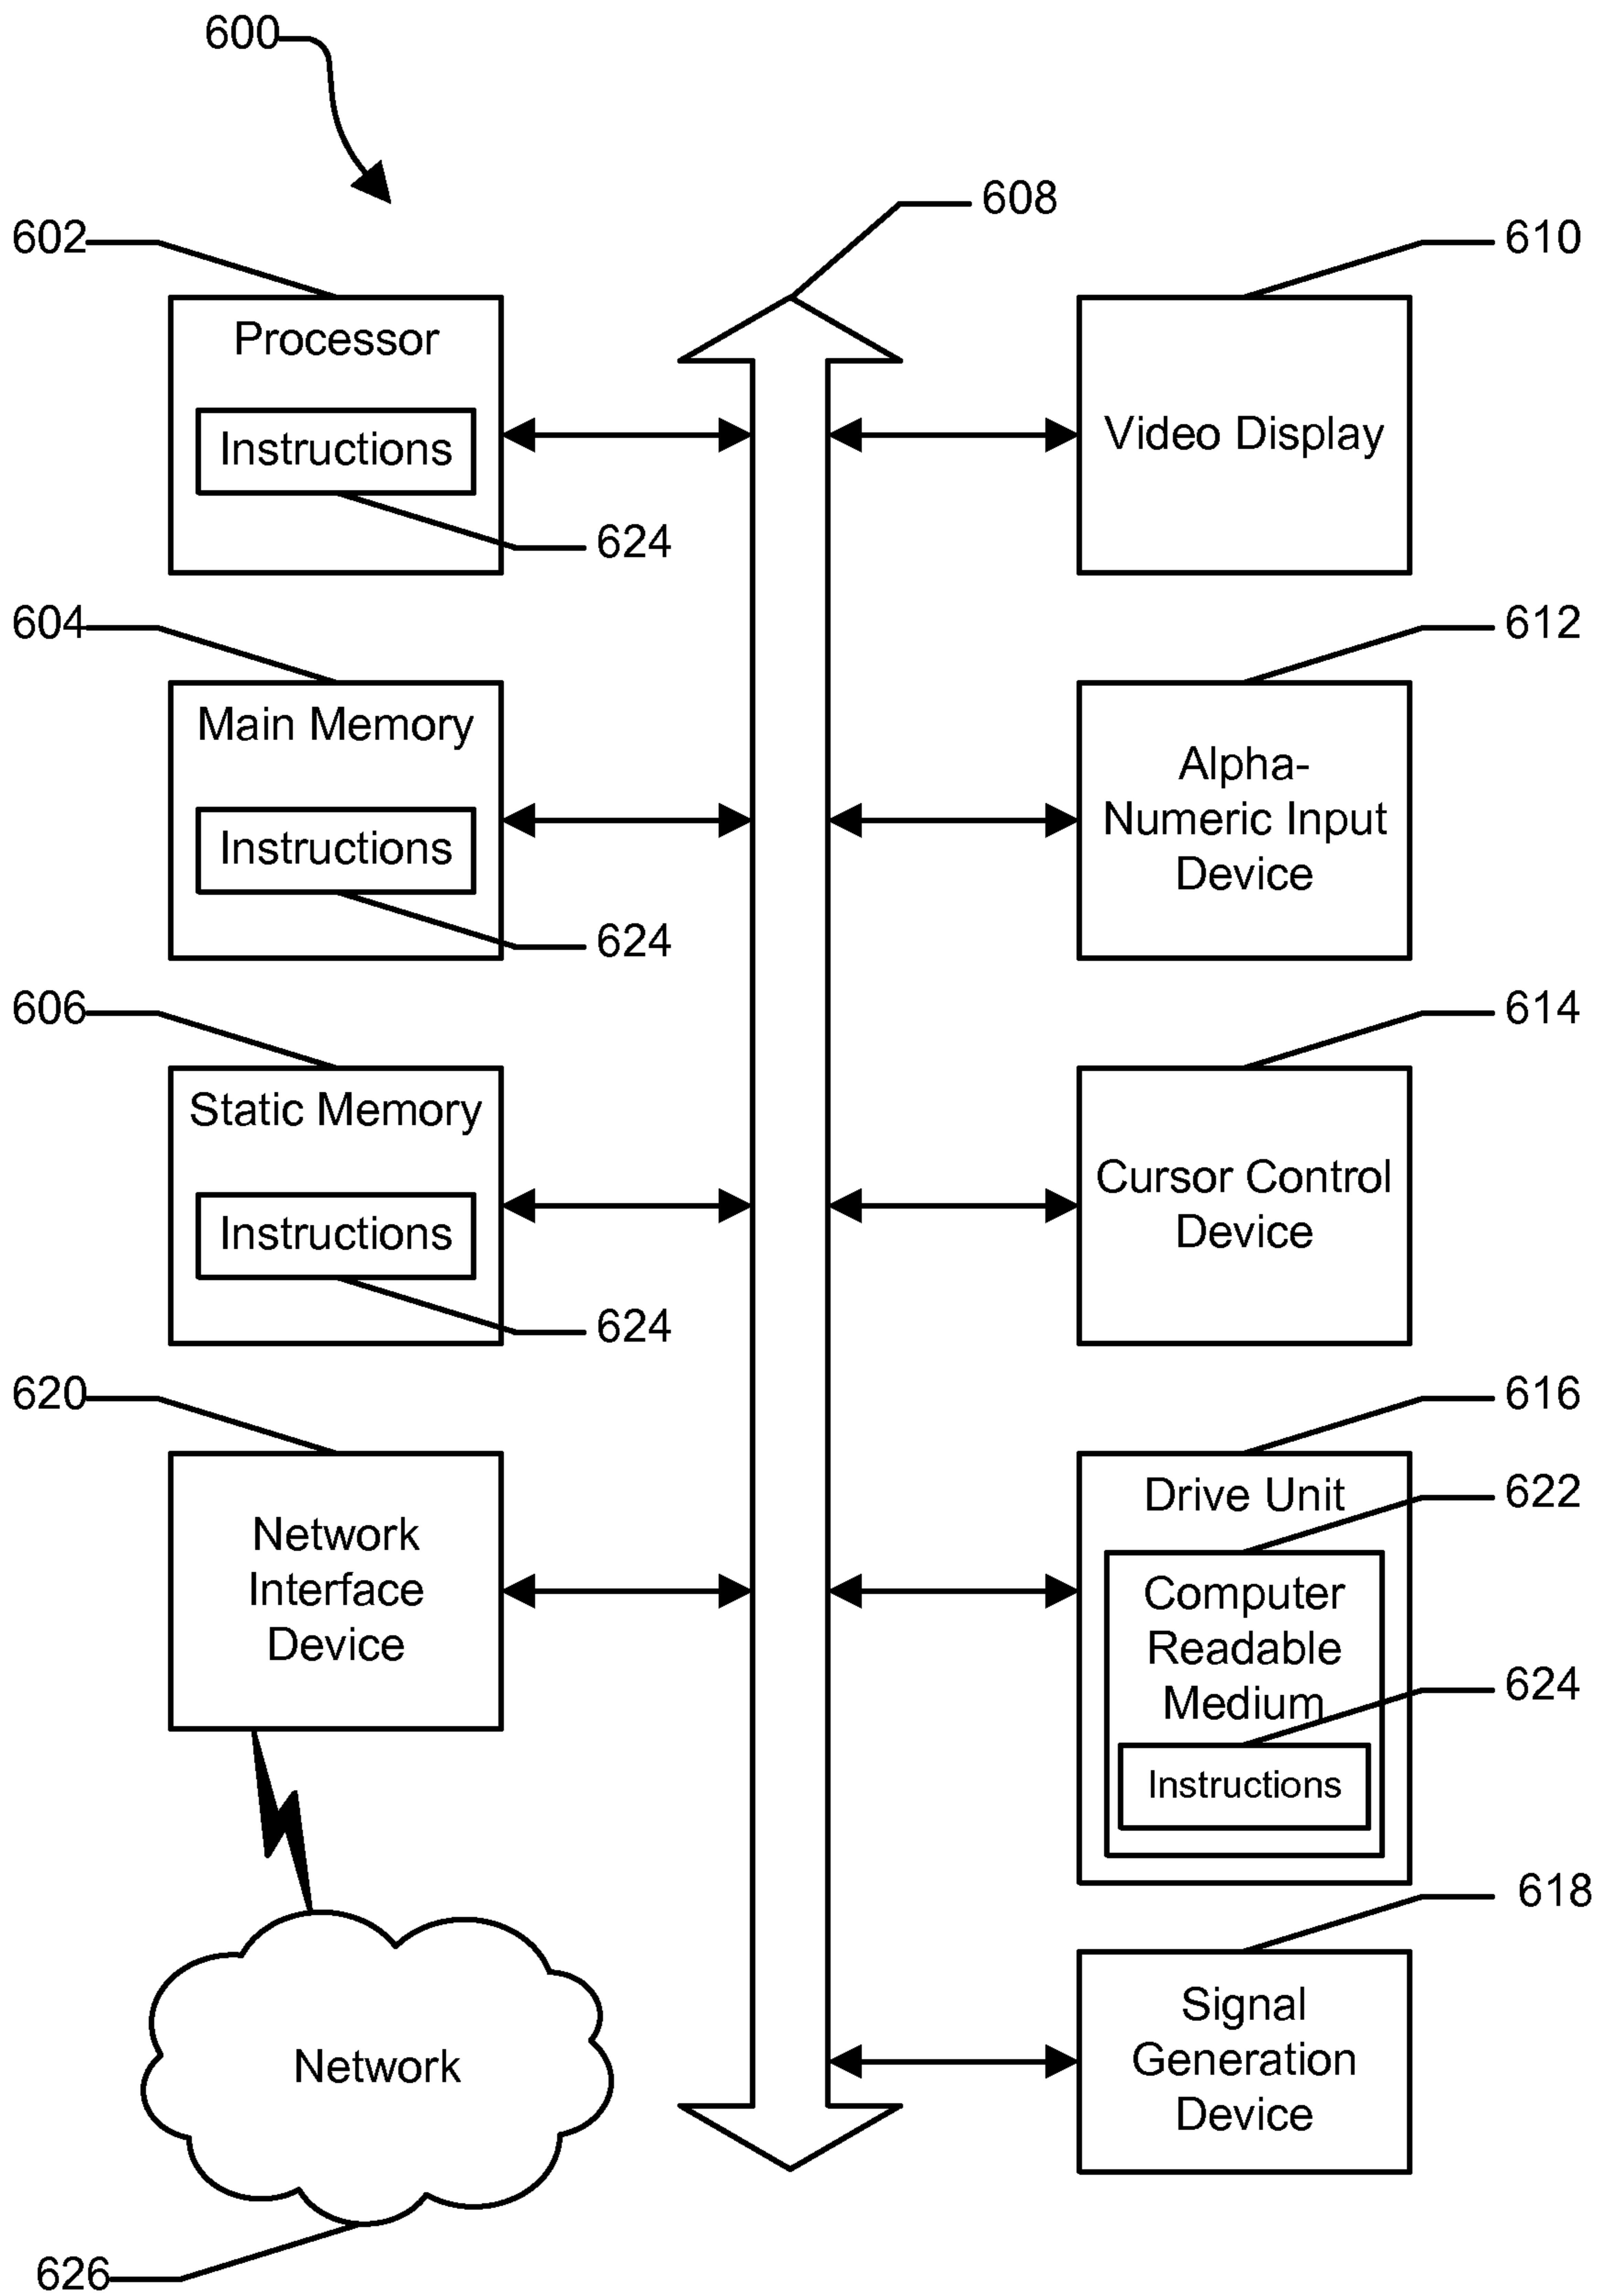 600
608
602
610
Processor
Instructions
Video Display
624
604
612
Main Memory
Instructions
Alpha-
Numeric Input
Device
624
606
614
Static Memory
Instructions
Cursor Control
Device
624
620
616
Network
Interface
Device
Drive Unit
622
Computer
Readable
Medium
624
Instructions
618
Network
Signal
Generation
Device
626